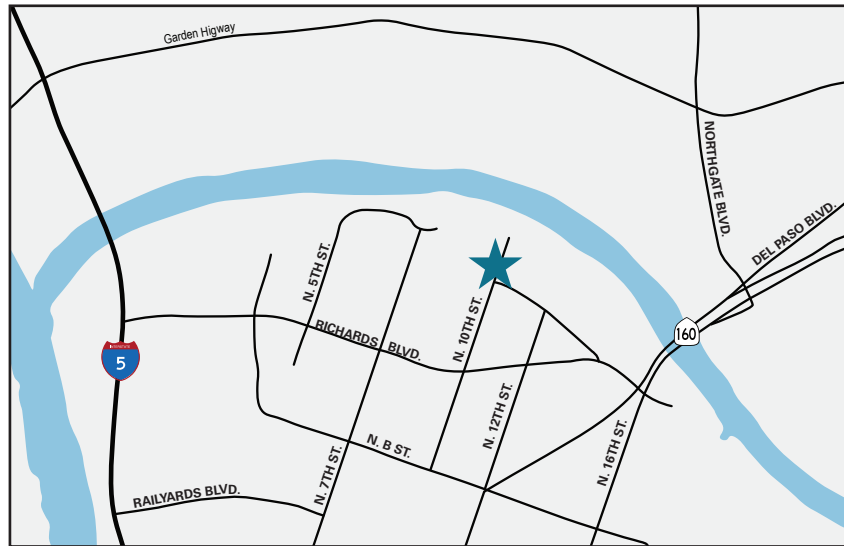 Garden Higway
NORTHGATE BLVD.
DEL PASO BLVD.
N. 5TH ST.
N. 10TH ST.
RICHARDS BLVD.
160
5
N. 12TH ST.
N. B ST.
N. 7TH ST.
N. 16TH ST.
RAILYARDS BLVD.